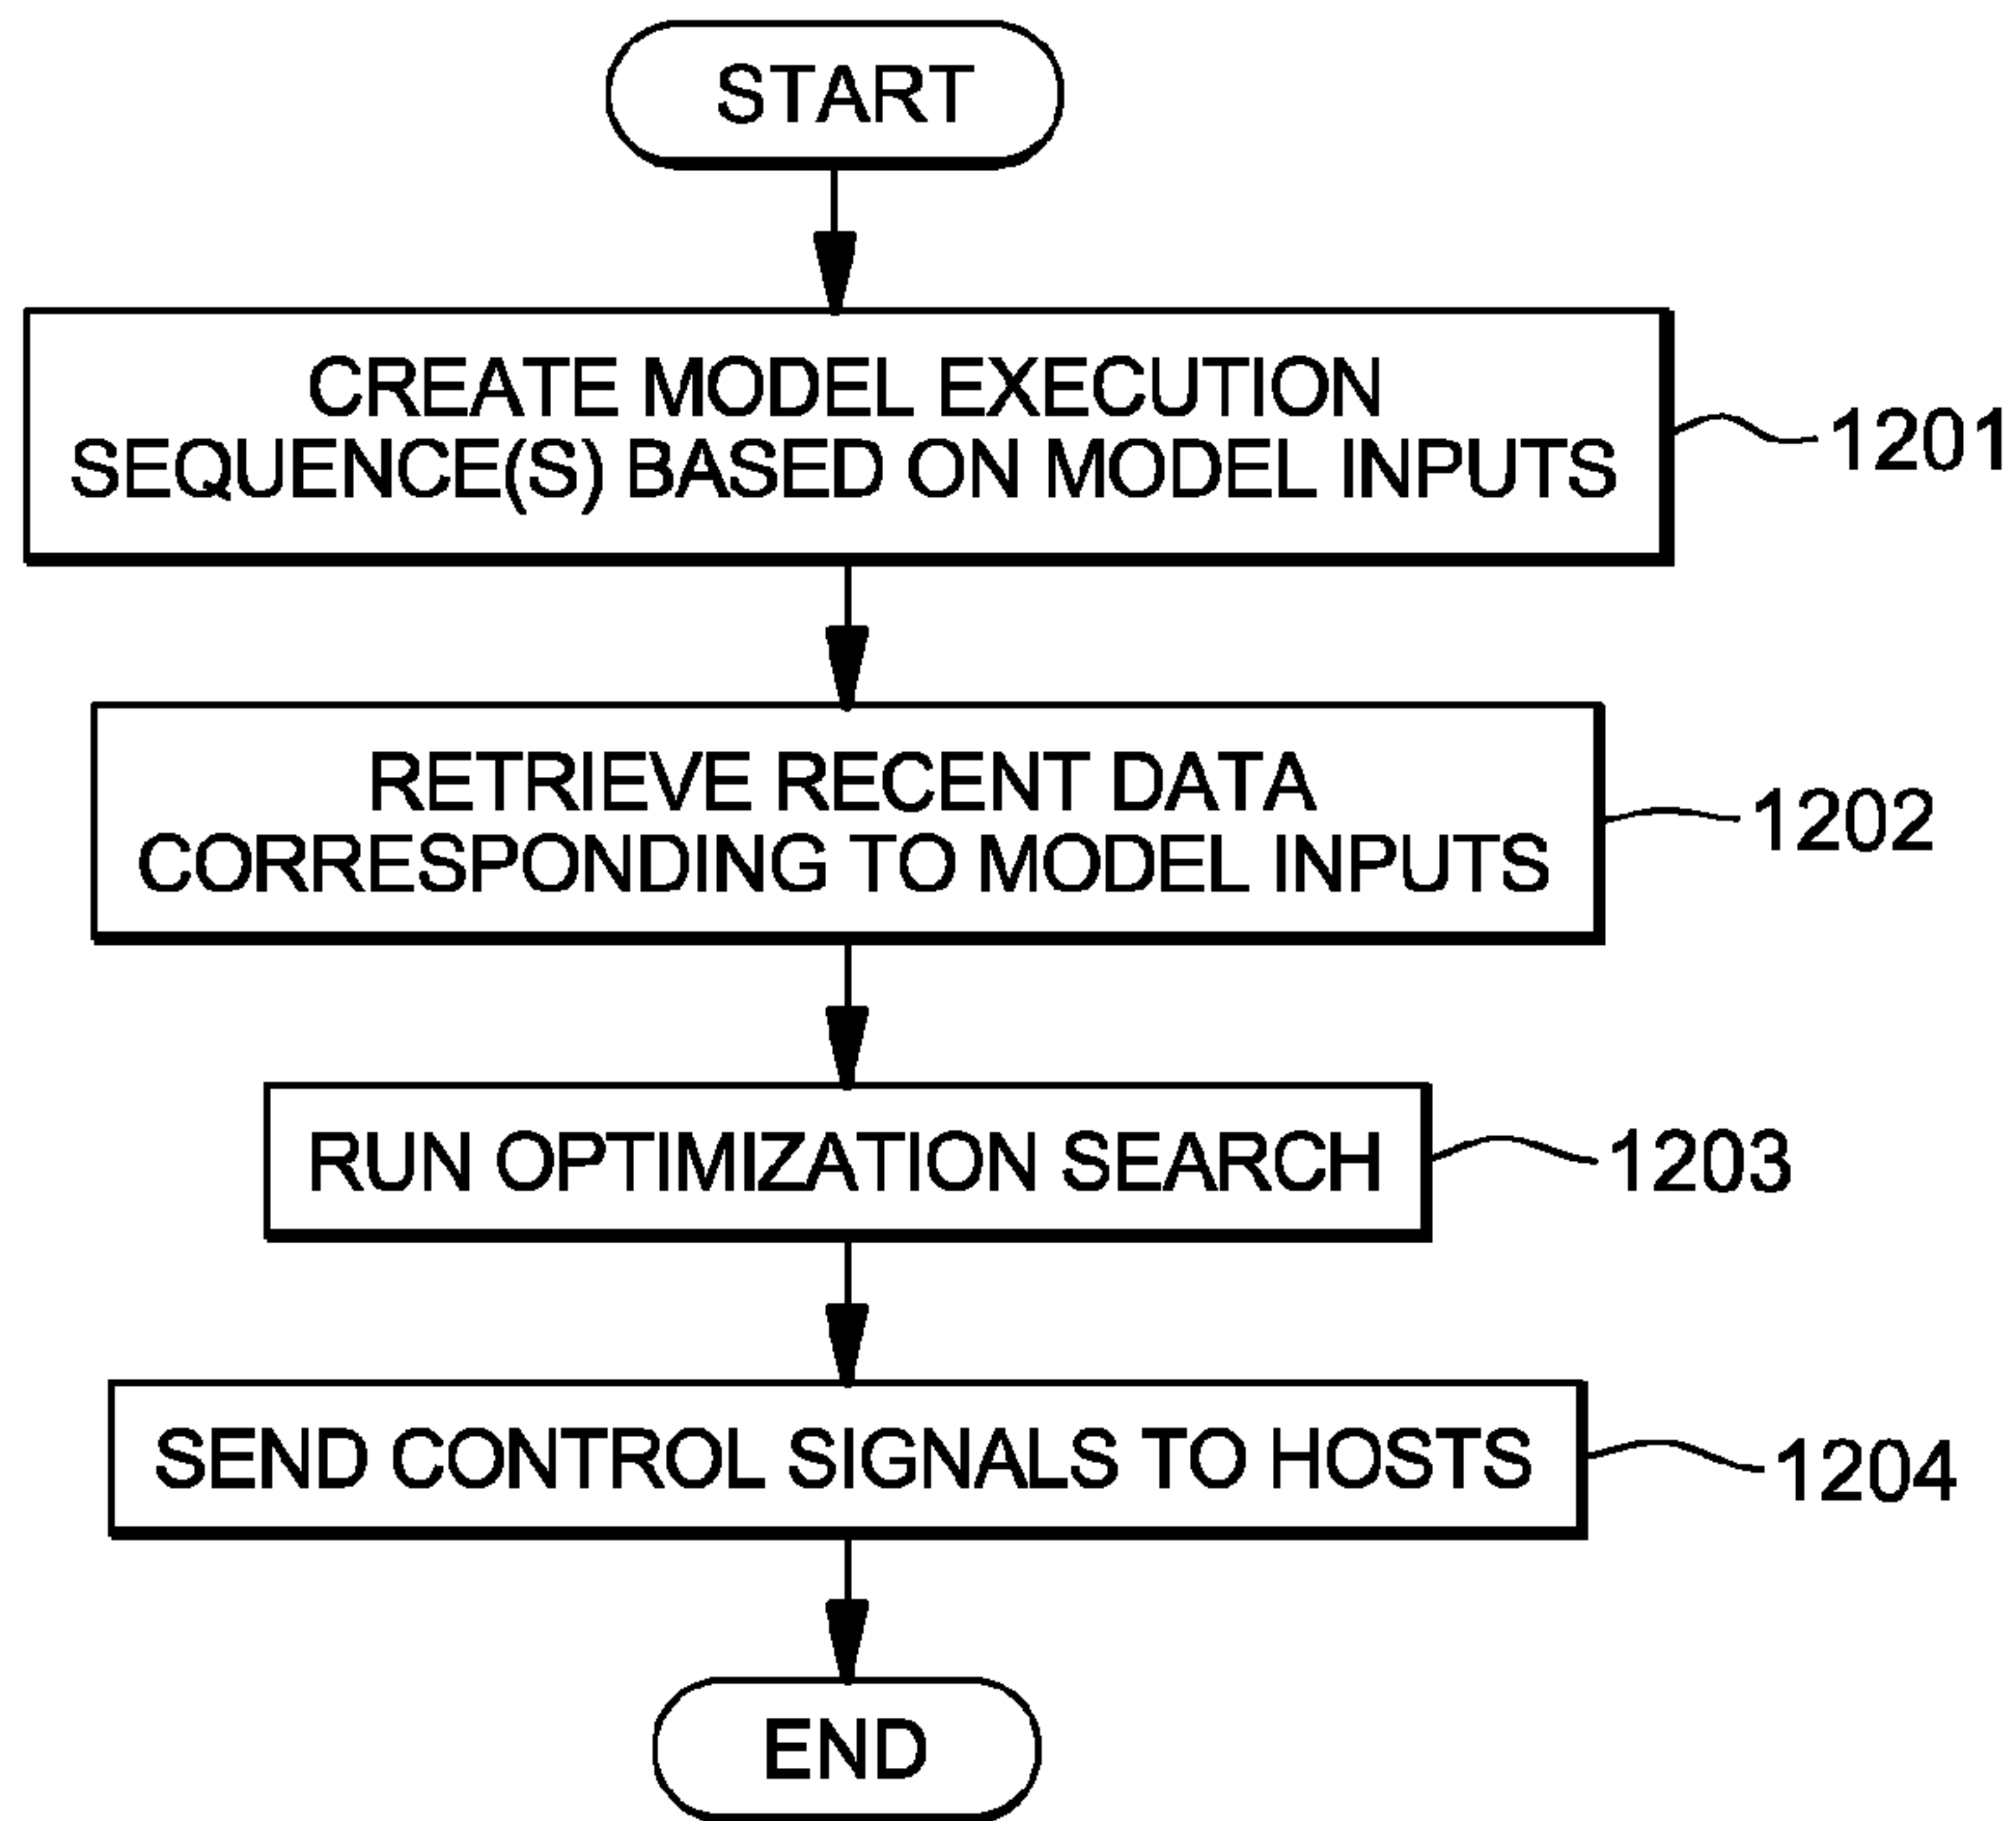 START
CREATE MODEL EXECUTION
SEQUENCE(S) BASED ON MODEL INPUTS
1201
RETRIEVE RECENT DATA
CORRESPONDING TO MODEL INPUTS
1202
RUN OPTIMIZATION SEARCH
1203
SEND CONTROL SIGNALS TO HOSTS
1204
END